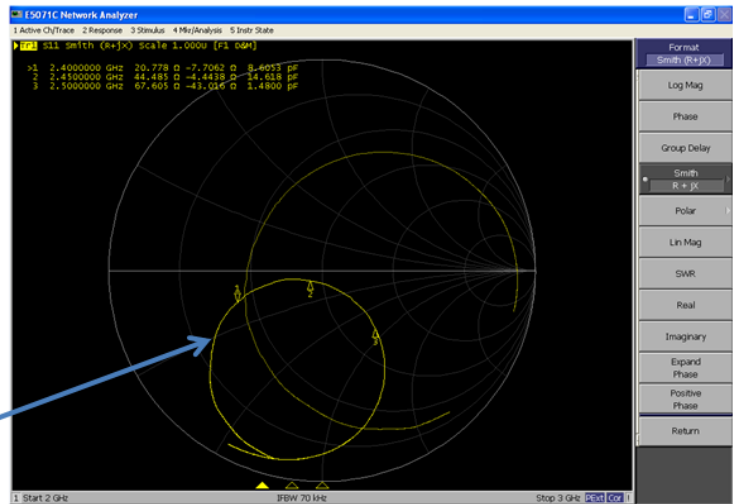 E5071C Network Analyzer
1 Active Ch/Trace 2 Response 3 Stimulus 4 Mkr/Analysis 5 Instr State
Tr1 S11 Smith (R+jX) Scale 1.000U [F1 D&M]
>1 2.4000000 GHz 20.778 Ω -7.7062 Ω 8.6053 pF
2 2.4500000 GHz 44.485 Ω -4.4438 Ω 14.618 pF
3 2.5000000 GHz 67.605 Ω -43.016 Ω 1.4800 pF
1
2
3
Format
Smith (R+jX)
Log Mag
Phase
Group Delay
Smith
R + jX
Polar
Lin Mag
SWR
Real
Imaginary
Expand
Phase
Positive
Phase
Return
1 Start 2 GHz IFBW 70 kHz Stop 3 GHz PExt Cor !